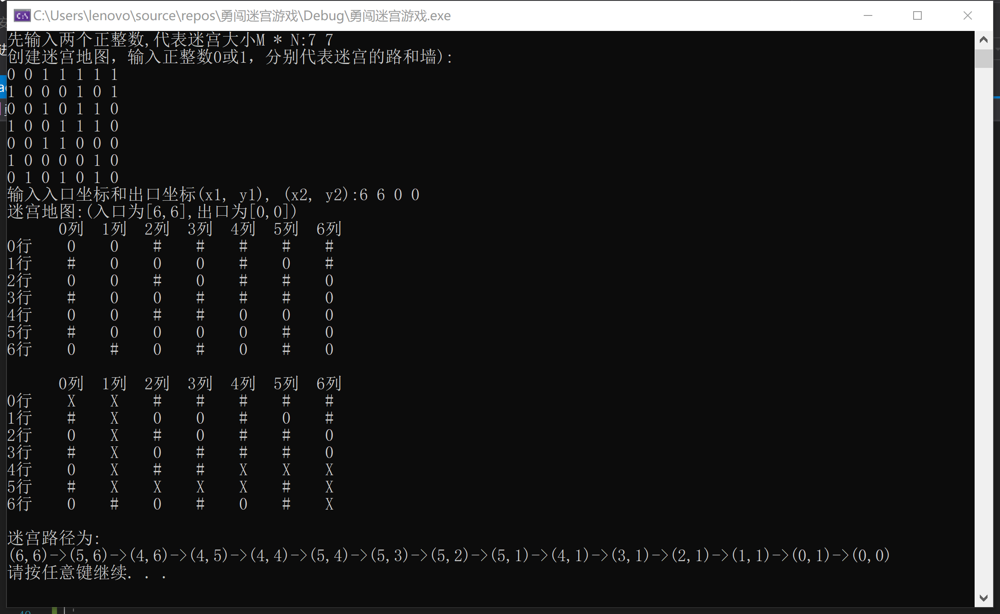 C:\Users\lenovo\source\repos\勇闯迷宫游戏\Debug\勇闯迷宫游戏.exe
先输入两个正整数,代表迷宫大小M * N:7 7
创建迷宫地图，输入正整数0或1，分别代表迷宫的路和墙):
0 0 1 1 1 1 1
1 0 0 0 1 0 1
0 0 1 0 1 1 0
1 0 0 1 1 1 0
0 0 1 1 0 0 0
1 0 0 0 0 1 0
0 1 0 1 0 1 0
输入入口坐标和出口坐标(x1, y1), (x2, y2):6 6 0 0
迷宫地图:(入口为[6,6],出口为[0,0])
0列 1列 2列 3列 4列 5列 6列
0行 0 0 # # # # #
1行 # 0 0 0 # 0 #
2行 0 0 # 0 # # 0
3行 # 0 0 # # # 0
4行 0 0 # # 0 0 0
5行 # 0 0 0 0 # 0
6行 0 # 0 # 0 # 0
0列 1列 2列 3列 4列 5列 6列
0行 X X # # # # #
1行 # X 0 0 # 0 #
2行 0 X # 0 # # 0
3行 # X 0 # # # 0
4行 0 X # # X X X
5行 # X X X X # X
6行 0 # 0 # 0 # X
迷宫路径为:
(6,6)->(5,6)->(4,6)->(4,5)->(4,4)->(5,4)->(5,3)->(5,2)->(5,1)->(4,1)->(3,1)->(2,1)->(1,1)->(0,1)->(0,0)
请按任意键继续. . .